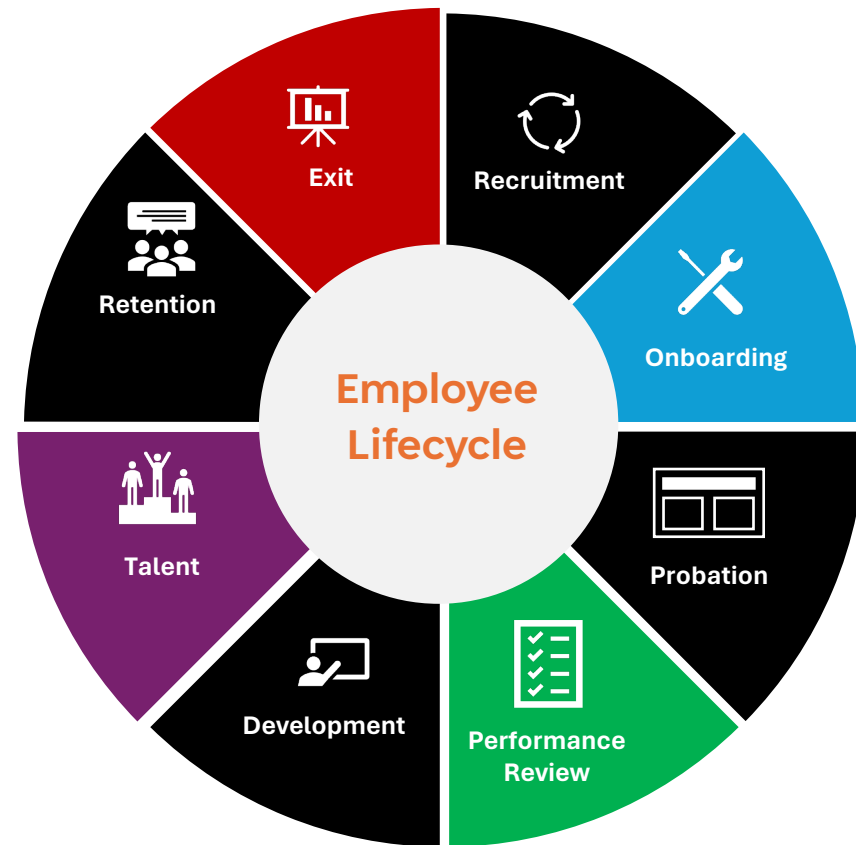 Employee
Lifecycle
Recruitment
Onboarding
Probation
Performance
Review
Development
Talent
Retention
Exit